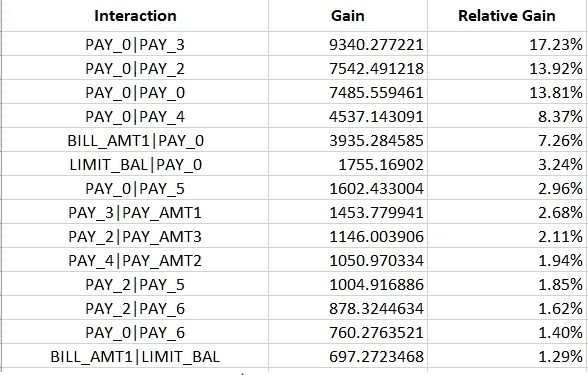 Interaction Gain Relative Gain
PAY_0|PAY_3 9340.277221 17.23%
PAY_0|PAY_2 7542.491218 13.92%
PAY_0|PAY_0 7485.559461 13.81%
PAY_0|PAY_4 4537.143091 8.37%
BILL_AMT1|PAY_0 3935.284585 7.26%
LIMIT_BAL|PAY_0 1755.16902 3.24%
PAY_0|PAY_5 1602.433004 2.96%
PAY_3|PAY_AMT1 1453.779941 2.68%
PAY_2|PAY_AMT3 1146.003906 2.11%
PAY_4|PAY_AMT2 1050.970334 1.94%
PAY_2|PAY_5 1004.916886 1.85%
PAY_2|PAY_6 878.3244634 1.62%
PAY_0|PAY_6 760.2763521 1.40%
BILL_AMT1|LIMIT_BAL 697.2723468 1.29%